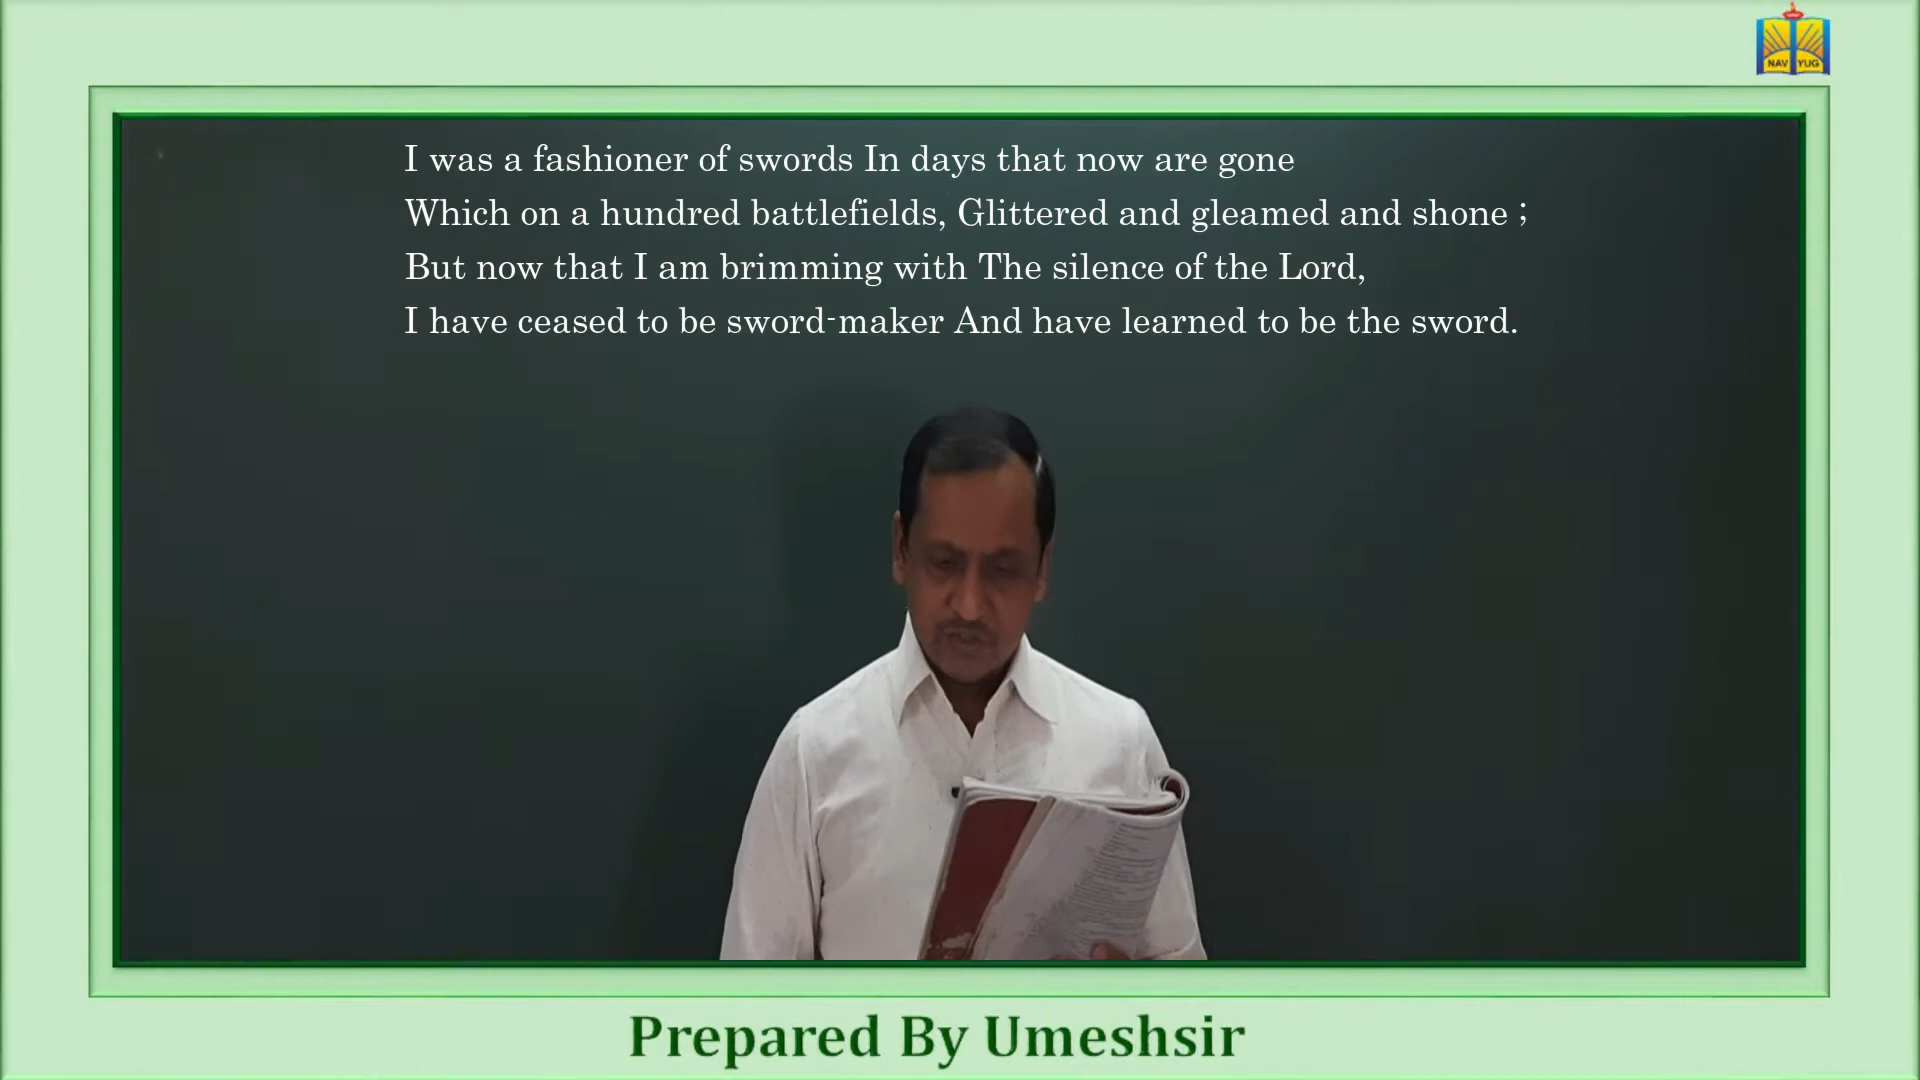 NAV YUG
I was a fashioner of swords In days that now are gone
Which on a hundred battlefields, Glittered and gleamed and shone ;
But now that I am brimming with The silence of the Lord,
I have ceased to be sword-maker And have learned to be the sword.
Prepared By Umeshsir